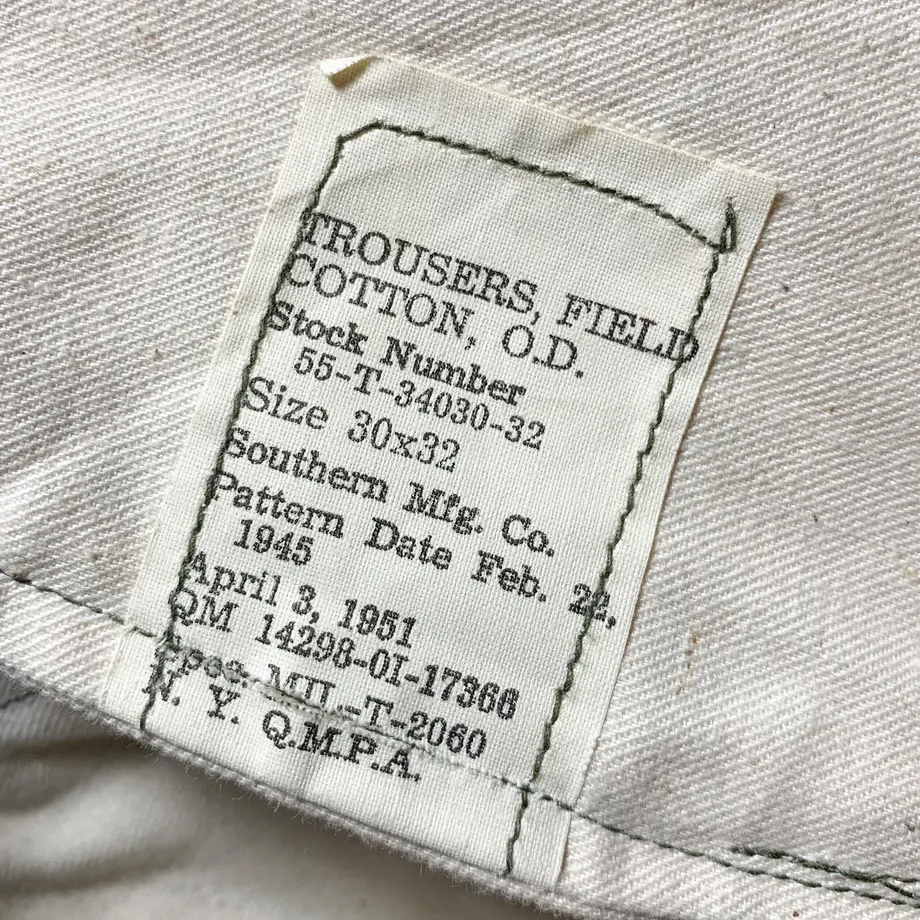 TROUSERS, FIELD
COTTON, O.D.
Stock Number
55-T-34030-32
Size 30x32
Southern Mfg. Co.
Pattern Date Feb. 22,
1945
April 3, 1951
QM 14298-OI-17366
Spec. MIL-T-2060
N. Y. Q.M.P.A.